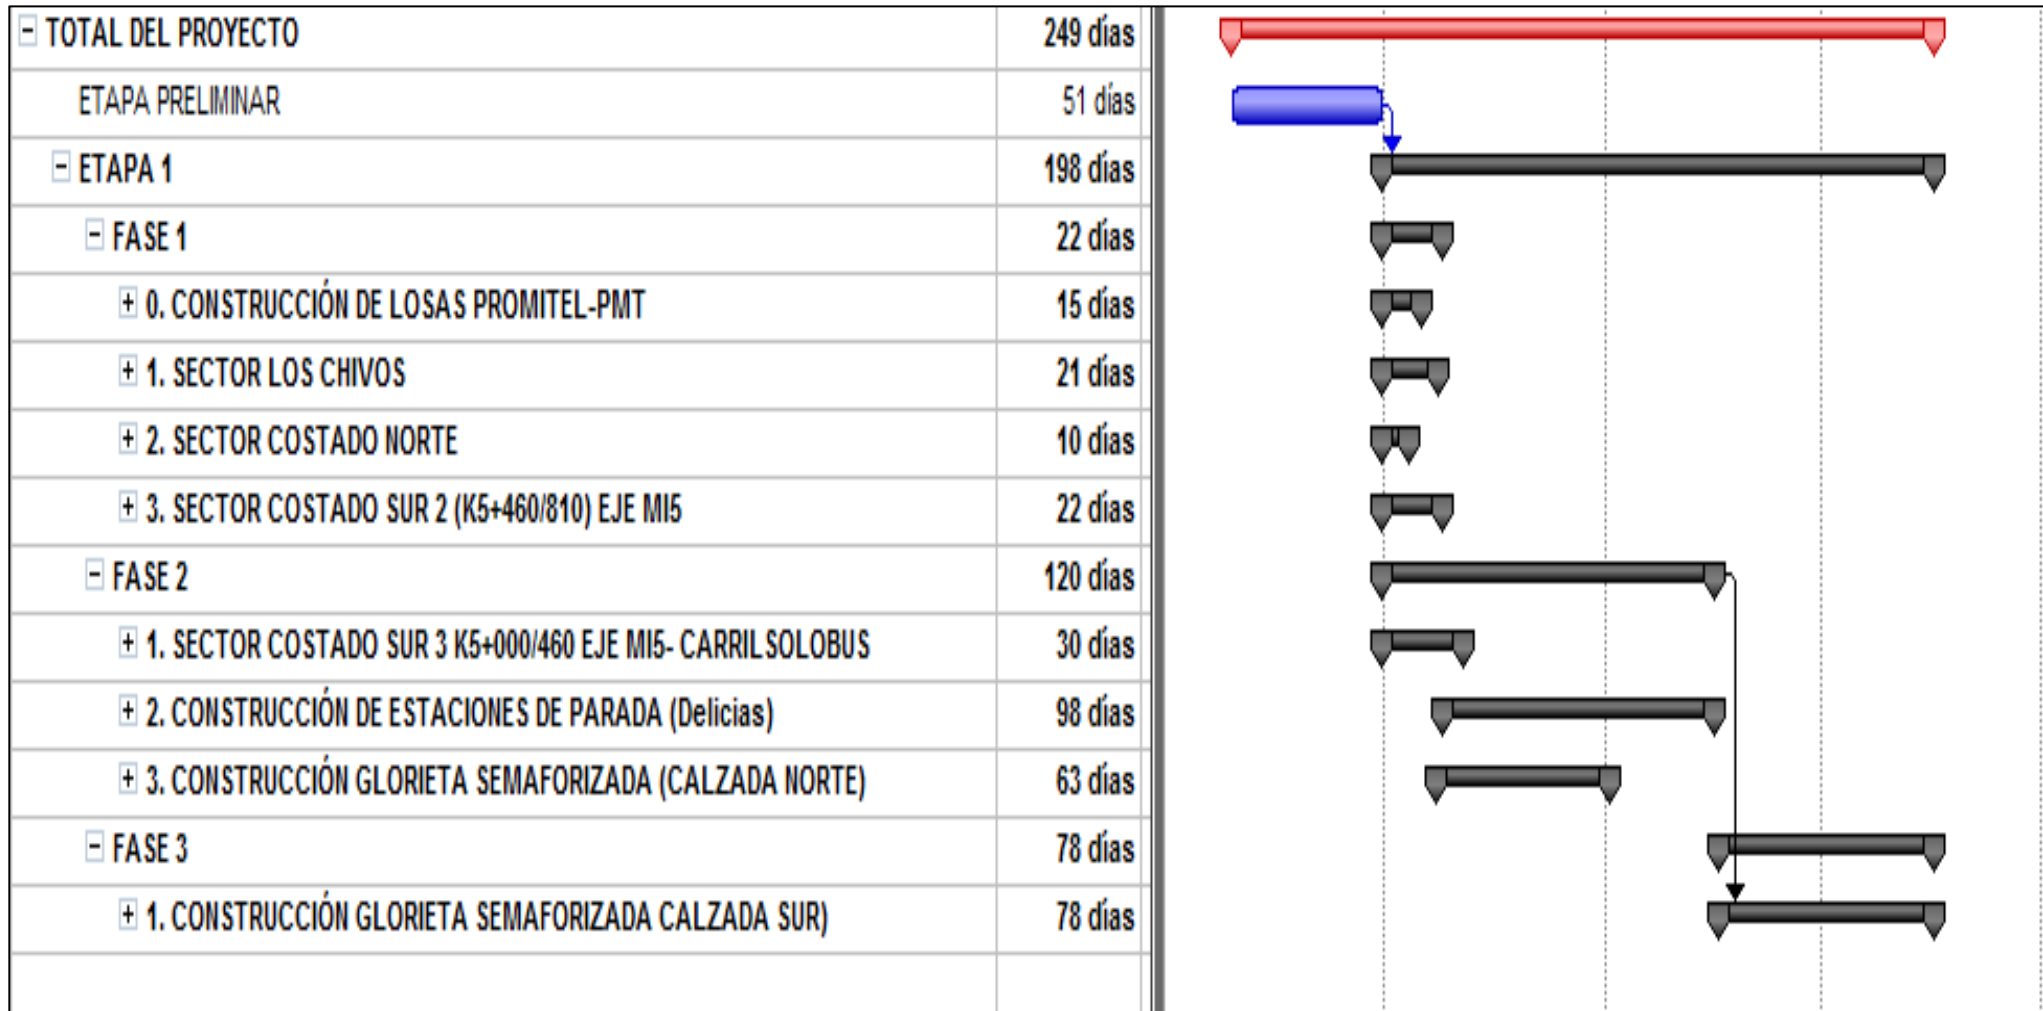 TOTAL DEL PROYECTO 249 días
ETAPA PRELIMINAR 51 días
ETAPA 1 198 días
FASE 1 22 días
0. CONSTRUCCIÓN DE LOSAS PROMITEL-PMT 15 días
1. SECTOR LOS CHIVOS 21 días
2. SECTOR COSTADO NORTE 10 días
3. SECTOR COSTADO SUR 2 (K5+460/810) EJE MI5 22 días
FASE 2 120 días
1. SECTOR COSTADO SUR 3 K5+000/460 EJE MI5- CARRILSOLOBUS 30 días
2. CONSTRUCCIÓN DE ESTACIONES DE PARADA (Delicias) 98 días
3. CONSTRUCCIÓN GLORIETA SEMAFORIZADA (CALZADA NORTE) 63 días
FASE 3 78 días
1. CONSTRUCCIÓN GLORIETA SEMAFORIZADA CALZADA SUR) 78 días